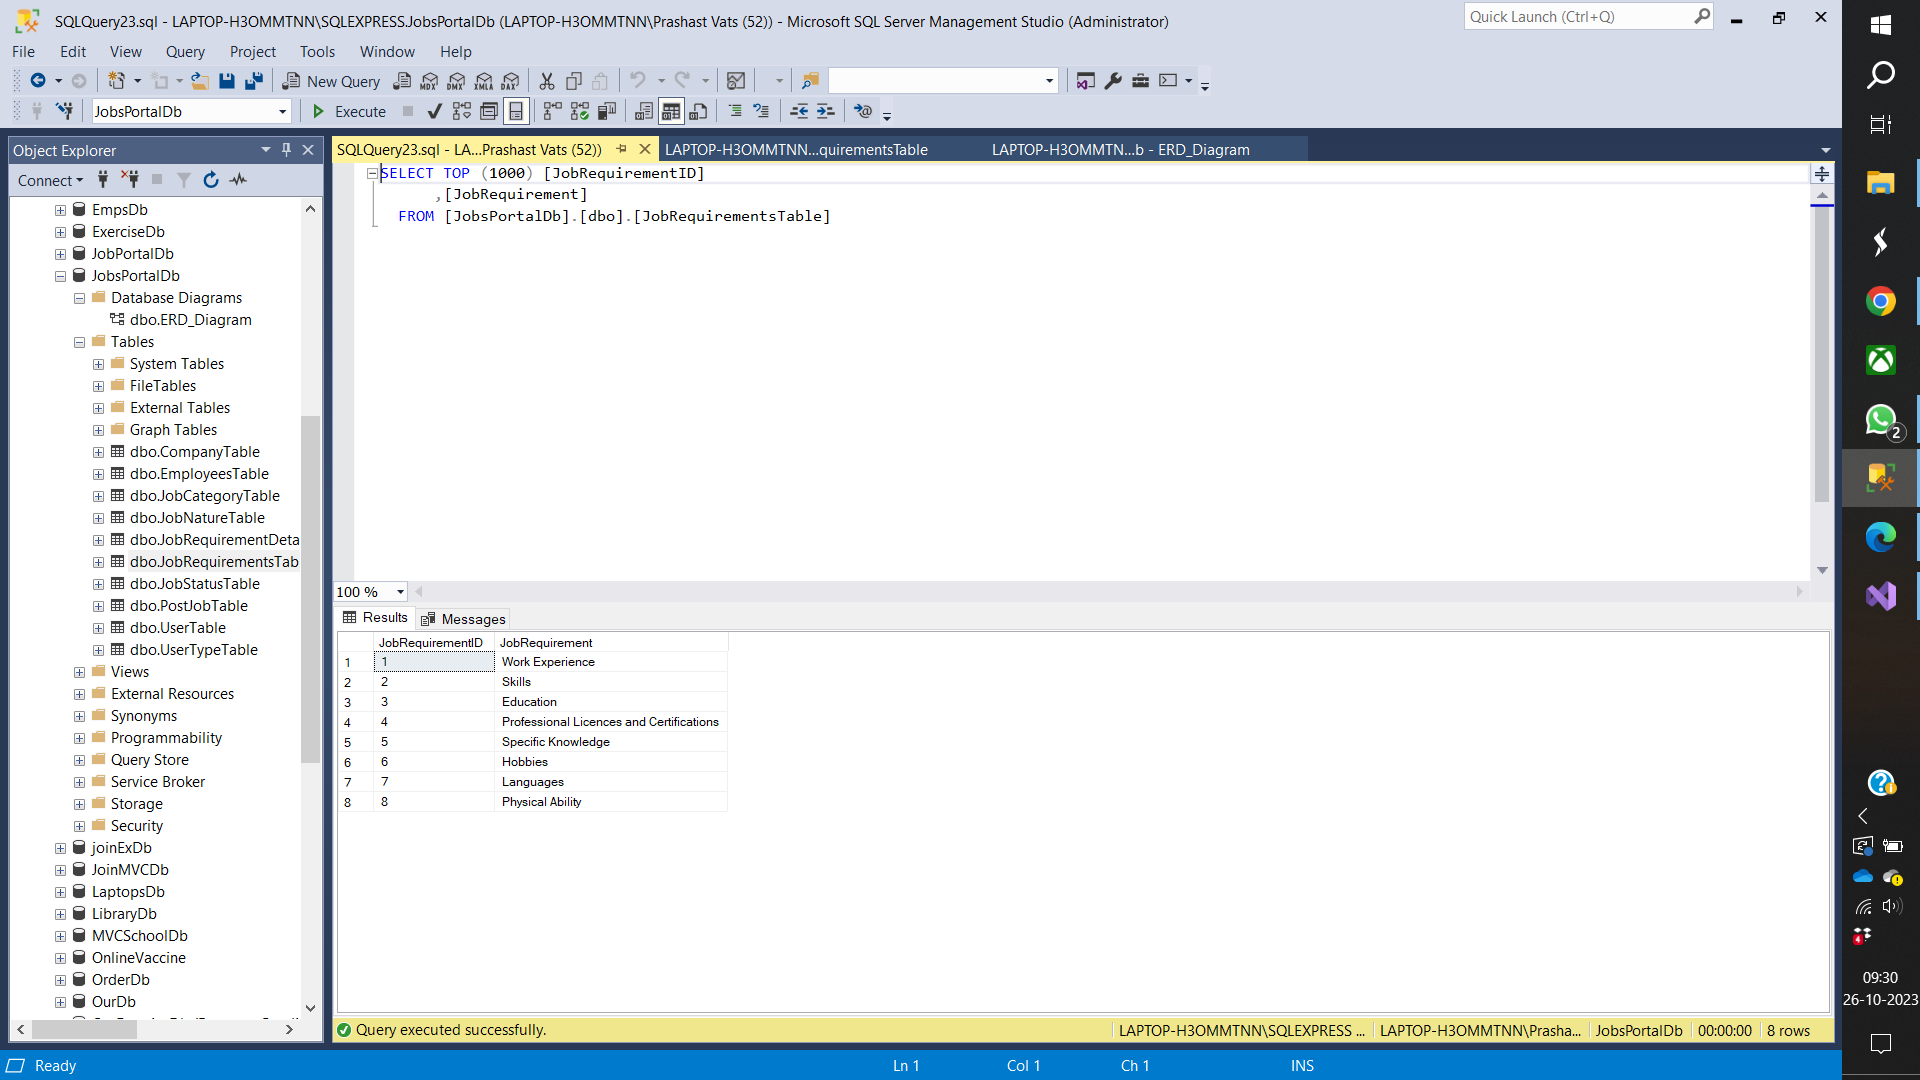 SQLQuery23.sql - LAPTOP-H3OMMTNN\SQLEXPRESS.JobsPortalDb (LAPTOP-H3OMMTNN\Prashast Vats (52)) - Microsoft SQL Server Management Studio (Administrator)
Quick Launch (Ctrl+Q)
File Edit View Query Project Tools Window Help
New Query
MDX DMX XMLA DAX
JobsPortalDb
Execute
Object Explorer
Connect
EmpsDb
ExerciseDb
JobPortalDb
JobsPortalDb
Database Diagrams
dbo.ERD_Diagram
Tables
System Tables
FileTables
External Tables
Graph Tables
dbo.CompanyTable
dbo.EmployeesTable
dbo.JobCategoryTable
dbo.JobNatureTable
dbo.JobRequirementDeta
dbo.JobRequirementsTab
dbo.JobStatusTable
dbo.PostJobTable
dbo.UserTable
dbo.UserTypeTable
Views
External Resources
Synonyms
Programmability
Query Store
Service Broker
Storage
Security
joinExDb
JoinMVCDb
LaptopsDb
LibraryDb
MVCSchoolDb
OnlineVaccine
OrderDb
OurDb
SQLQuery23.sql - LA...Prashast Vats (52))
LAPTOP-H3OMMTNN...quirementsTable
LAPTOP-H3OMMTN...b - ERD_Diagram
SELECT TOP (1000) [JobRequirementID]
,[JobRequirement]
FROM [JobsPortalDb].[dbo].[JobRequirementsTable]
100 %
Results Messages
JobRequirementID JobRequirement
1 1 Work Experience
2 2 Skills
3 3 Education
4 4 Professional Licences and Certifications
5 5 Specific Knowledge
6 6 Hobbies
7 7 Languages
8 8 Physical Ability
Query executed successfully.
LAPTOP-H3OMMTNN\SQLEXPRESS ...
LAPTOP-H3OMMTNN\Prasha...
JobsPortalDb
00:00:00
8 rows
Ready
Ln 1
Col 1
Ch 1
INS
2
4
09:30
26-10-2023